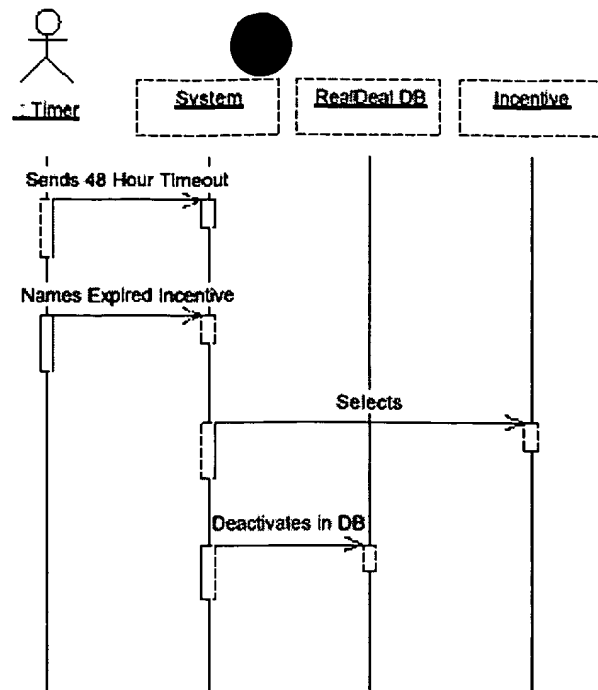 : Timer
System
RealDeal DB
Incentive
Sends 48 Hour Timeout
Names Expired Incentive
Selects
Deactivates in DB